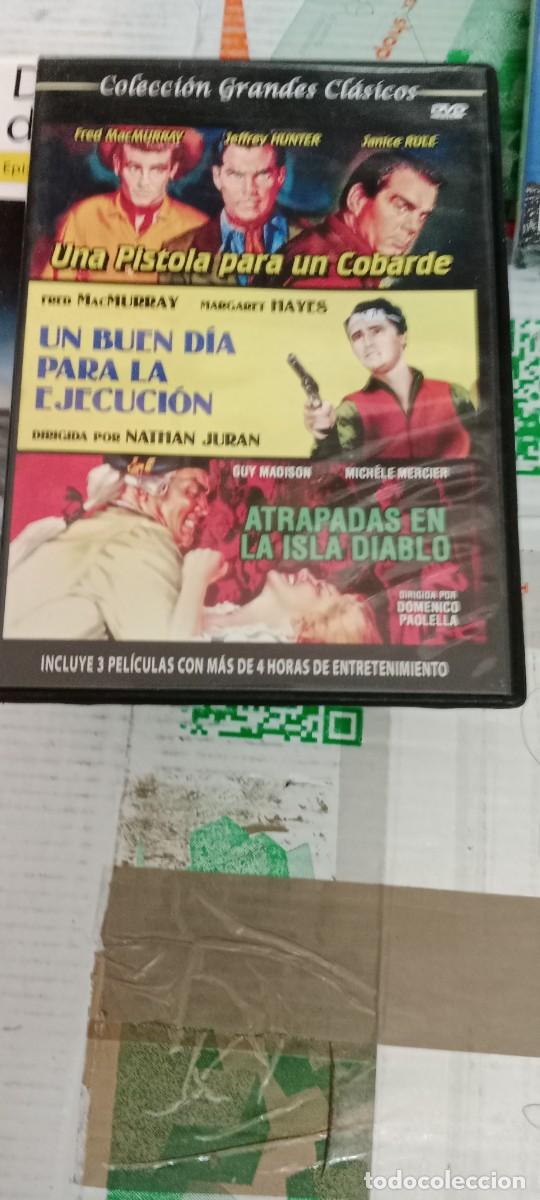 Colección Grandes Clásicos
DVD
Fred MacMURRAY Jeffrey HUNTER Janice RULE
Una Pistola para un Cobarde
FRED MACMURRAY MARGARET HAYES
UN BUEN DÍA
PARA LA
EJECUCIÓN
DIRIGIDA POR NATHAN JURAN
GUY MADISON MICHÈLE MERCIER
ATRAPADAS EN
LA ISLA DIABLO
DIRIGIDA POR
DOMENICO
PAOLELLA
INCLUYE 3 PELÍCULAS CON MÁS DE 4 HORAS DE ENTRETENIMIENTO
D
d
Epi
todocoleccion.net